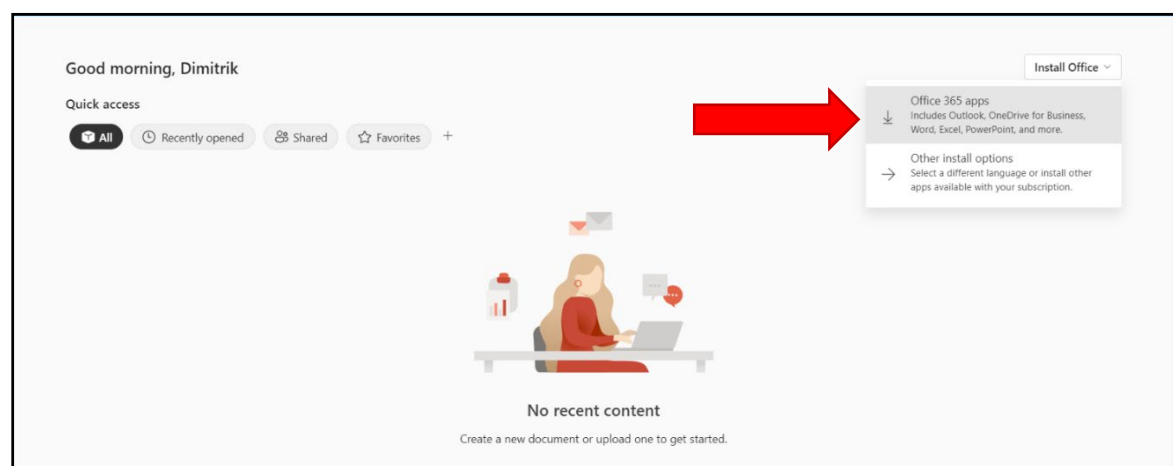 Good morning, Dimitrik
Install Office
Quick access
All
Recently opened
Shared
Favorites
+
Office 365 apps
Includes Outlook, OneDrive for Business,
Word, Excel, PowerPoint, and more.
Other install options
Select a different language or install other
apps available with your subscription.
No recent content
Create a new document or upload one to get started.